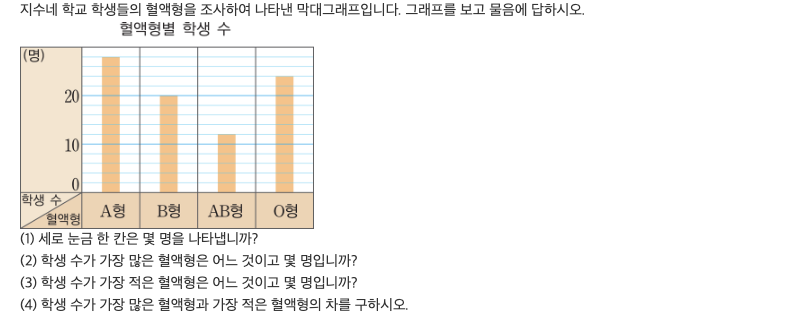 지수네 학교 학생들의 혈액형을 조사하여 나타낸 막대그래프입니다. 그래프를 보고 물음에 답하시오.
혈액형별 학생 수
(명)
20
10
0
학생 수
혈액형
A형 B형 AB형 O형
(1) 세로 눈금 한 칸은 몇 명을 나타냅니까?
(2) 학생 수가 가장 많은 혈액형은 어느 것이고 몇 명입니까?
(3) 학생 수가 가장 적은 혈액형은 어느 것이고 몇 명입니까?
(4) 학생 수가 가장 많은 혈액형과 가장 적은 혈액형의 차를 구하시오.